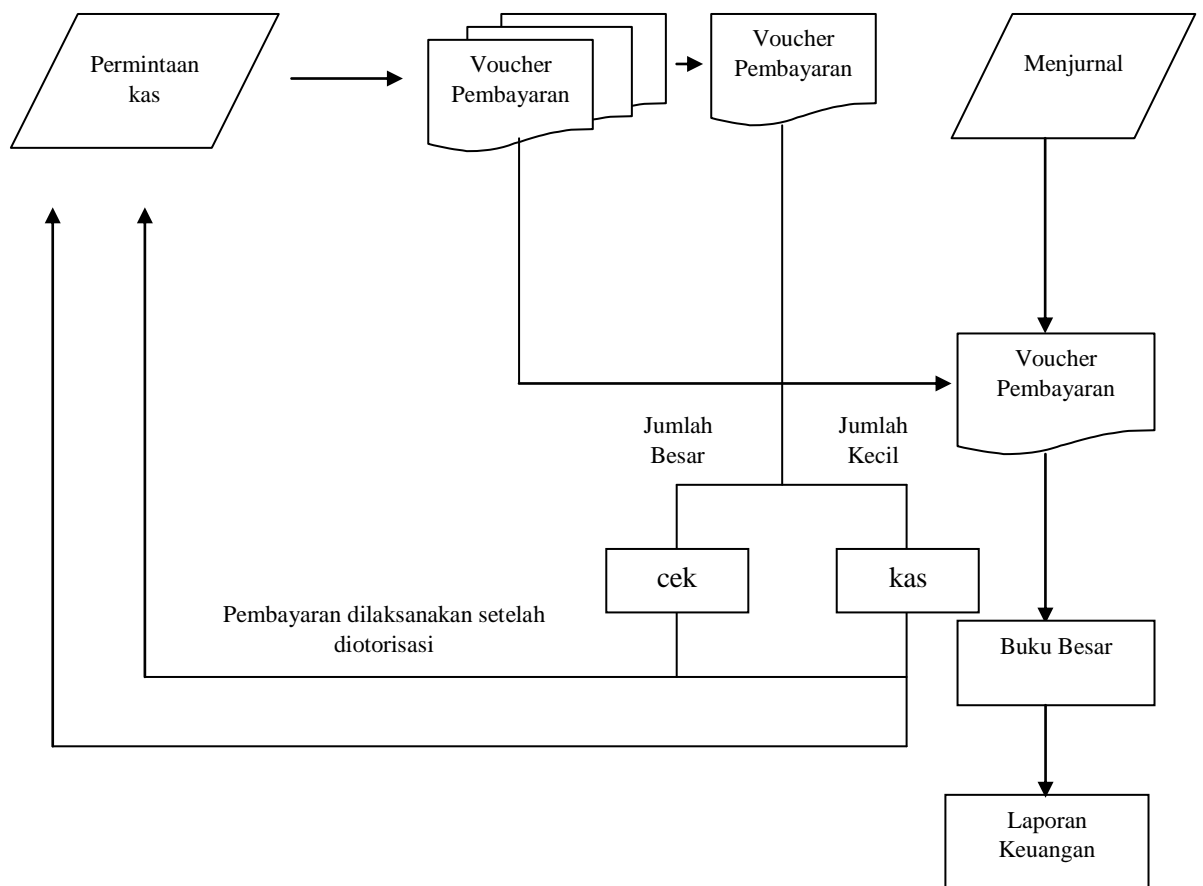 Permintaan
kas
Voucher
Pembayaran
Voucher
Pembayaran
Menjurnal
Voucher
Pembayaran
Jumlah
Besar
Jumlah
Kecil
cek
kas
Pembayaran dilaksanakan setelah
diotorisasi
Buku Besar
Laporan
Keuangan